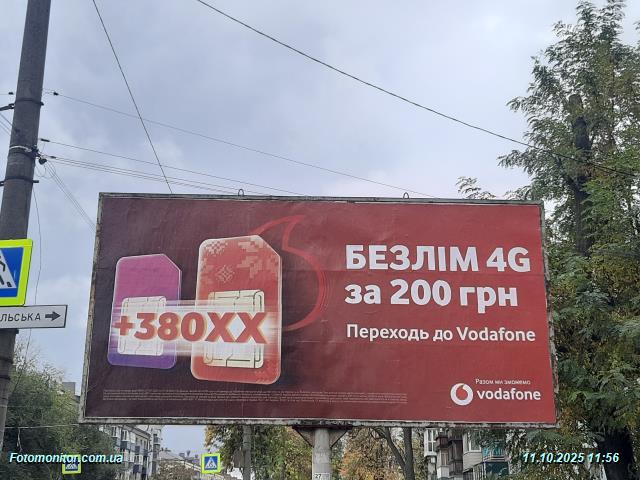 БЕЗЛІМ 4G
за 200 грн
Переходь до Vodafone
+380XX
Разом ми зможемо
vodafone
ЛЬСЬКА
27
Fotomonitor.com.ua
11.10.2025 11:56